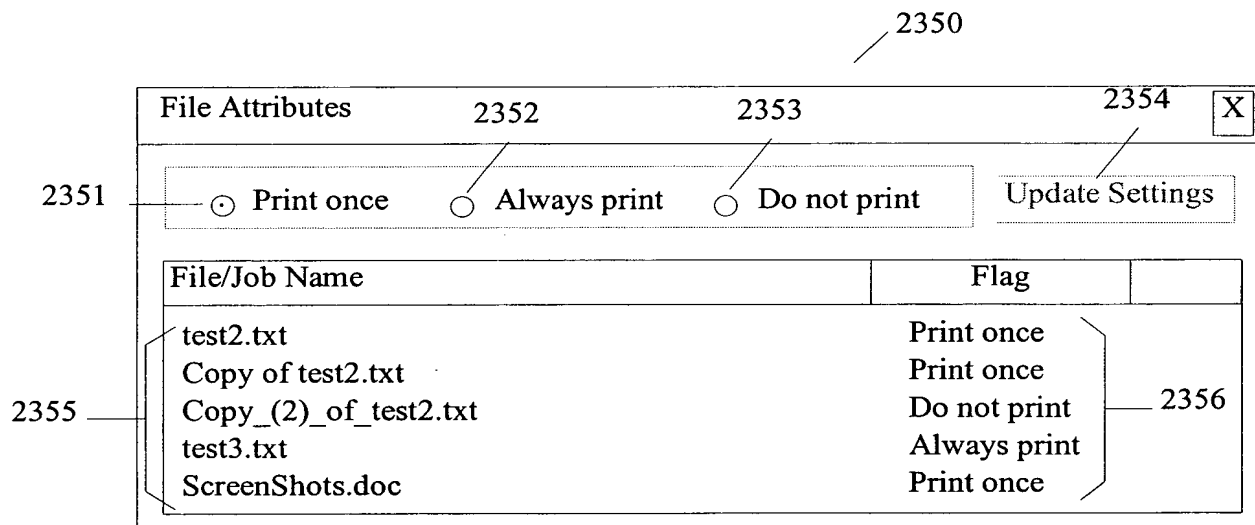 2350
File Attributes 2352 2353 2354 X
2351 Print once Always print Do not print Update Settings
File/Job Name Flag
test2.txt Print once
Copy of test2.txt Print once
2355 Copy_(2)_of_test2.txt Do not print 2356
test3.txt Always print
ScreenShots.doc Print once